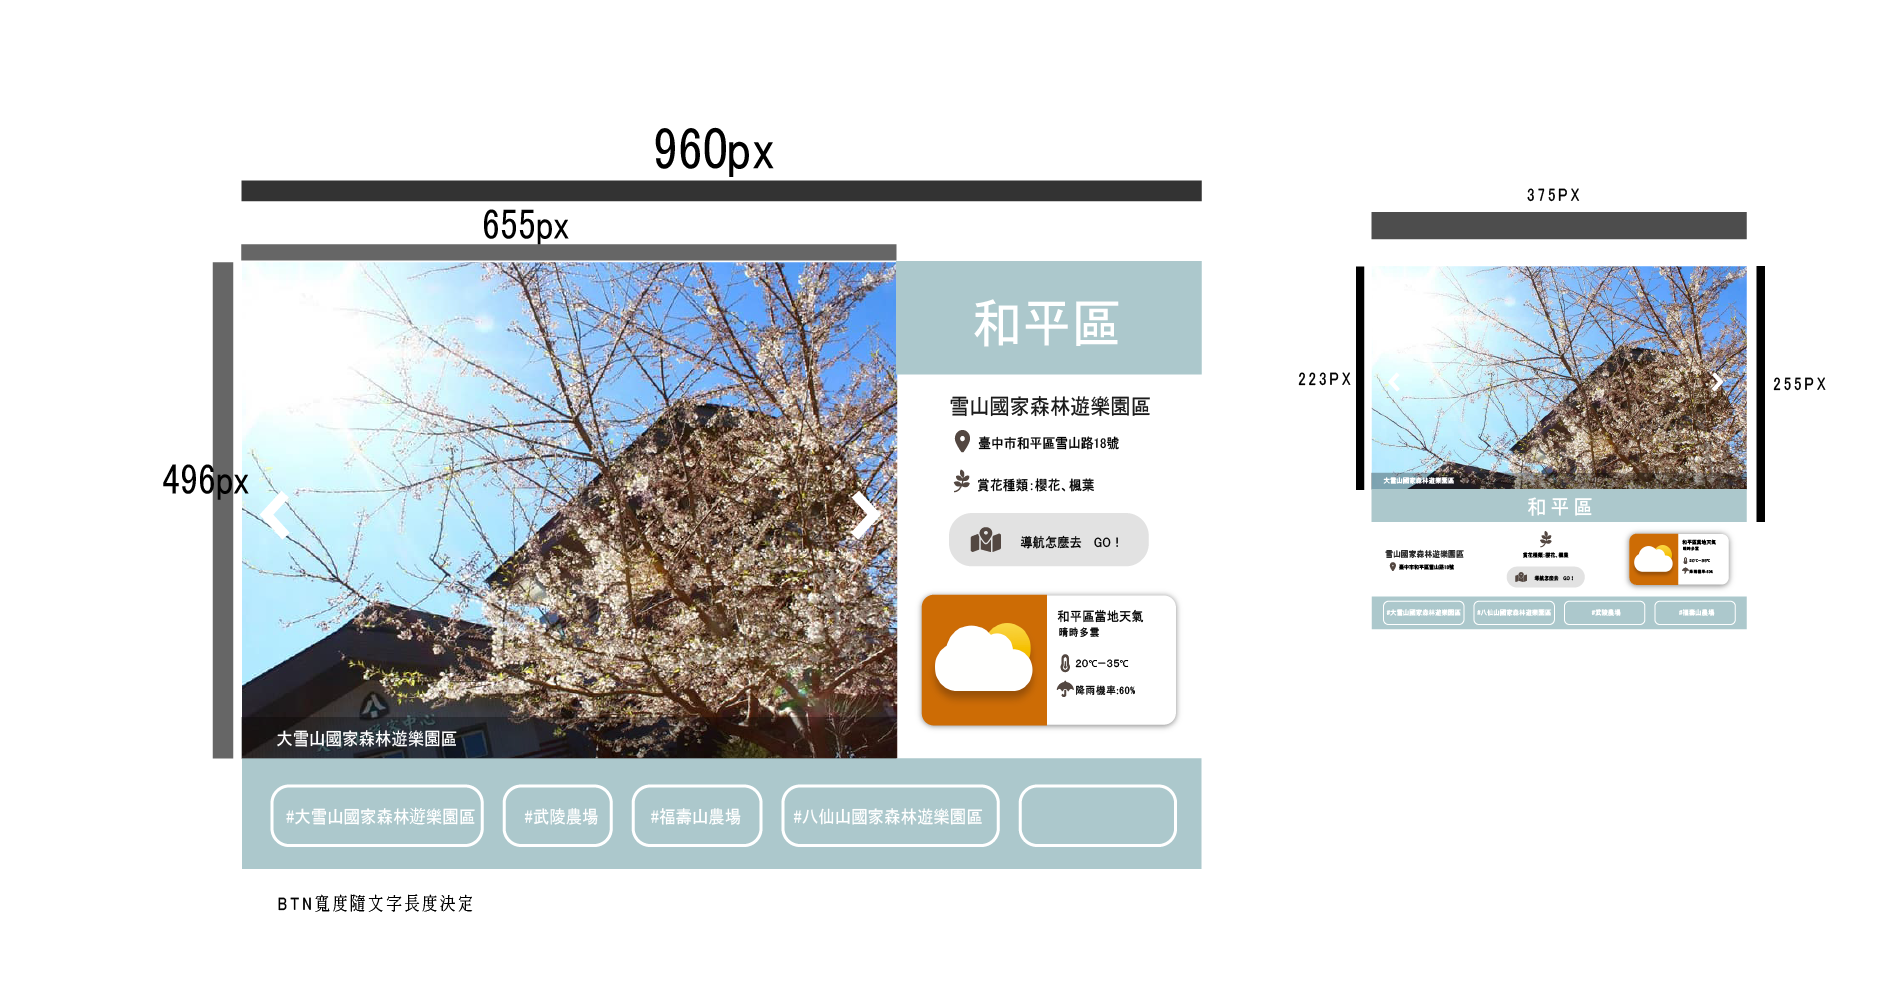 960px
655px
496px
和平區
雪山國家森林遊樂園區
臺中市和平區雪山路18號
賞花種類:櫻花、楓葉
導航怎麼去 GO!
和平區當地天氣
晴時多雲
20℃-35℃
降雨機率:60%
大雪山國家森林遊樂園區
#大雪山國家森林遊樂園區
#武陵農場
#福壽山農場
#八仙山國家森林遊樂園區
BTN寬度隨文字長度決定
375PX
223PX
255PX
大雪山國家森林遊樂園區
和平區
雪山國家森林遊樂園區
臺中市和平區雪山路18號
賞花種類:櫻花、楓葉
導航怎麼去 GO!
和平區當地天氣
晴時多雲
20℃-35℃
降雨機率:60%
#大雪山國家森林遊樂園區
#八仙山國家森林遊樂園區
#武陵農場
#福壽山農場